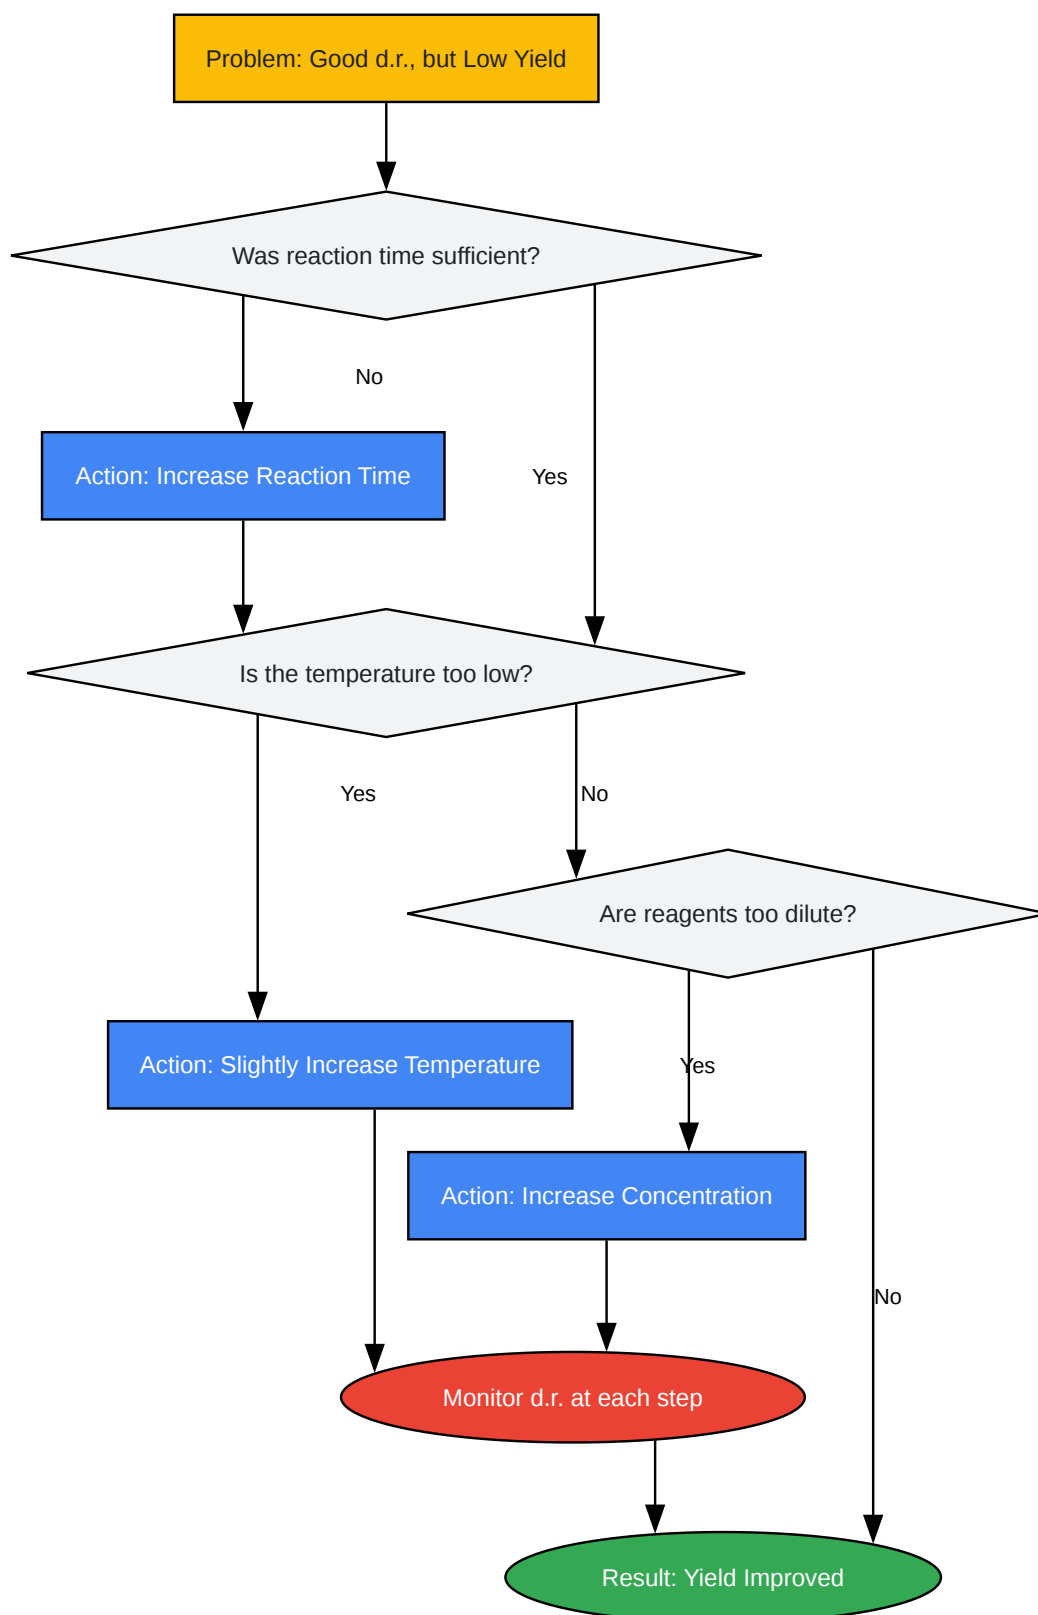 Problem: Good d.r., but Low Yield
Was reaction time sufficient?
No
Action: Increase Reaction Time
Yes
Is the temperature too low?
Yes
No
Are reagents too dilute?
Action: Slightly Increase Temperature
Yes
Action: Increase Concentration
No
Monitor d.r. at each step
Result: Yield Improved